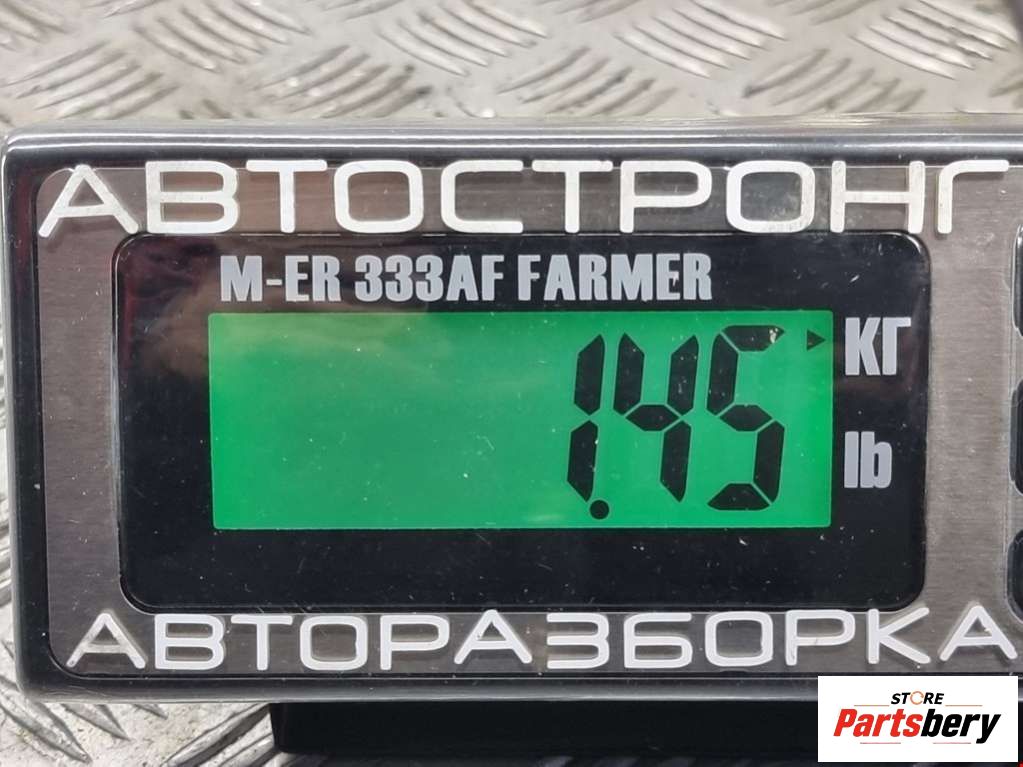 АВТОСТРОНГ
M-ER 333AF FARMER
1.45
КГ
lb
АВТОРАЗБОРКА
STORE
Partsbery